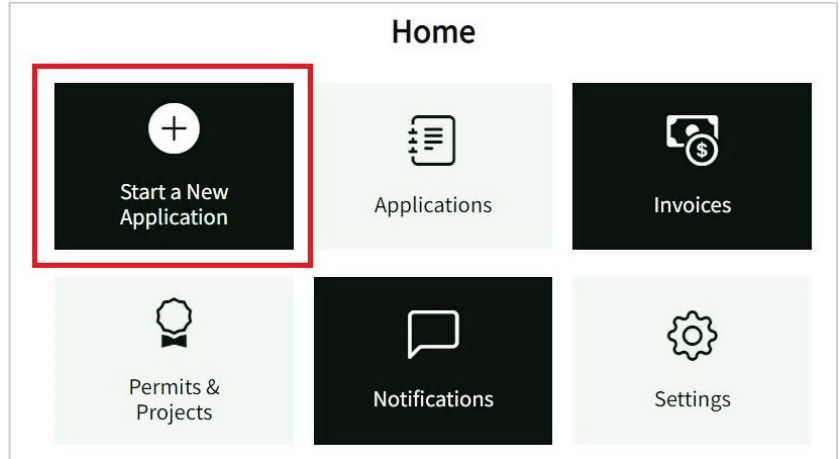 Home
Start a New
Application
Applications
Invoices
Permits &
Projects
Notifications
Settings